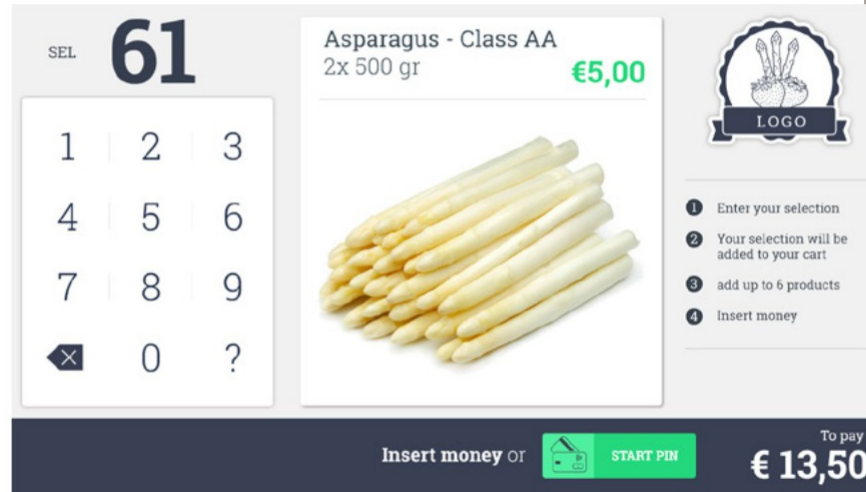 SEL 61
1 2 3
4 5 6
7 8 9
0 ?
Asparagus - Class AA
2x 500 gr
€5,00
LOGO
1 Enter your selection
2 Your selection will be
added to your cart
3 add up to 6 products
4 Insert money
Insert money or
START PIN
To pay
€ 13,50